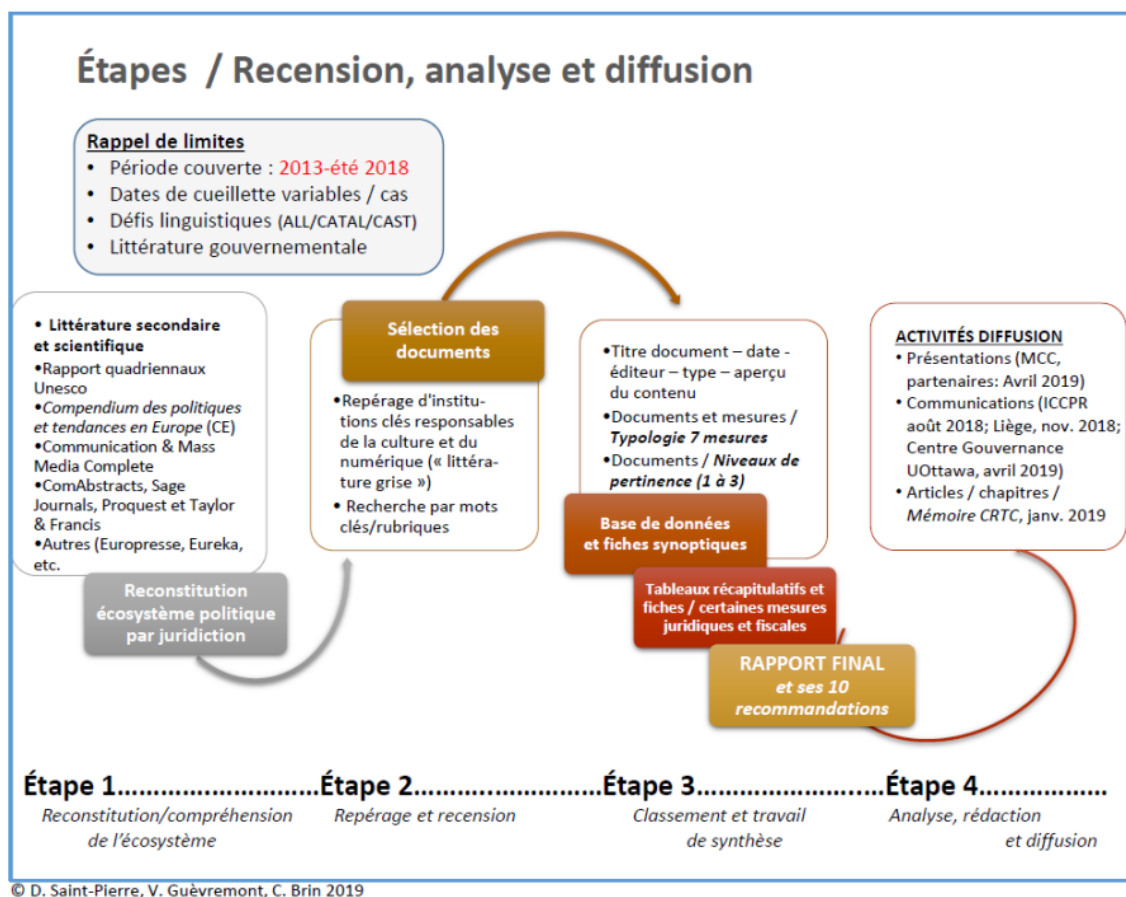 Étapes / Recension, analyse et diffusion
Rappel de limites
• Période couverte : 2013-été 2018
• Dates de cueillette variables / cas
• Défis linguistiques (ALL/CATAL/CAST)
• Littérature gouvernementale
• Littérature secondaire
et scientifique
•Rapport quadriennaux
Unesco
•Compendium des politiques
et tendances en Europe (CE)
•Communication & Mass
Media Complete
•ComAbstracts, Sage
Journals, Proquest et Taylor
& Francis
•Autres (Europresse, Eureka,
etc.
Reconstitution
écosystème politique
par juridiction
Sélection des
documents
•Repérage d'institu-
tions clés responsables
de la culture et du
numérique (« littéra-
ture grise »)
• Recherche par mots
clés/rubriques
•Titre document – date -
éditeur – type – aperçu
du contenu
•Documents et mesures /
Typologie 7 mesures
•Documents / Niveaux de
pertinence (1 à 3)
Base de données
et fiches synoptiques
Tableaux récapitulatifs et
fiches / certaines mesures
juridiques et fiscales
RAPPORT FINAL
et ses 10
recommandations
ACTIVITÉS DIFFUSION
• Présentations (MCC,
partenaires: Avril 2019)
• Communications (ICCPR
août 2018; Liège, nov. 2018;
Centre Gouvernance
UOttawa, avril 2019)
• Articles / chapitres /
Mémoire CRTC, janv. 2019
Étape 1........................Étape 2......................Étape 3........................Étape 4...............
Reconstitution/compréhension
de l'écosystème
Repérage et recension
Classement et travail
de synthèse
Analyse, rédaction
et diffusion
© D. Saint-Pierre, V. Guèvremont, C. Brin 2019